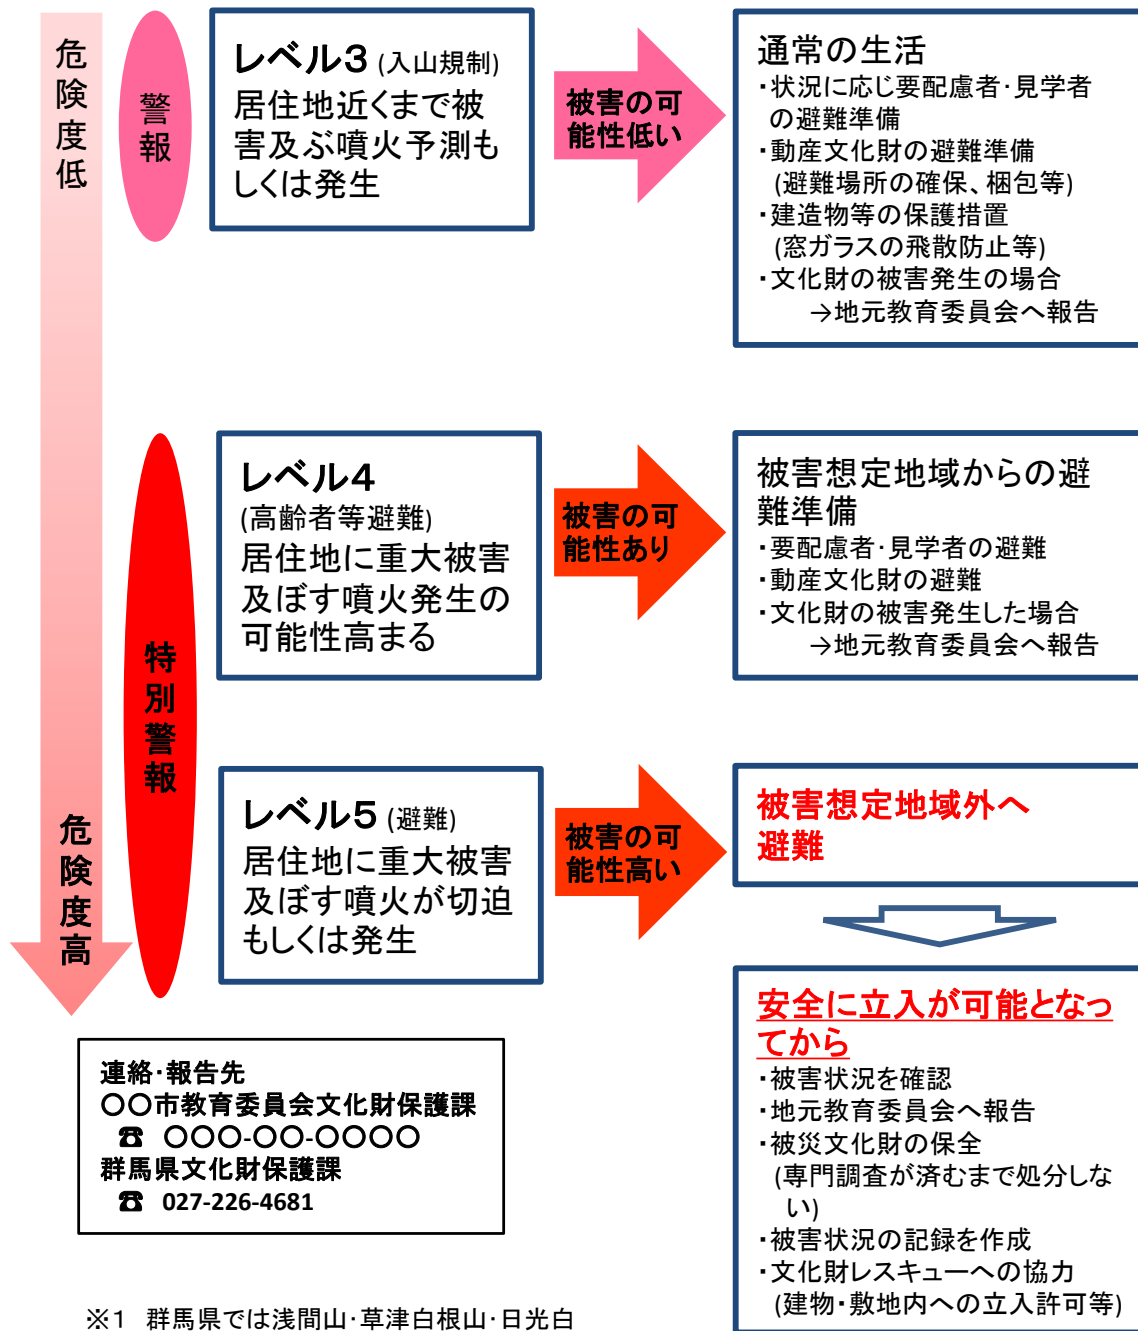 危険度低
警報
レベル3 (入山規制)
居住地近くまで被
害及ぶ噴火予測も
しくは発生
被害の可
能性低い
通常の生活
・状況に応じ要配慮者・見学者
の避難準備
・動産文化財の避難準備
(避難場所の確保、梱包等)
・建造物等の保護措置
(窓ガラスの飛散防止等)
・文化財の被害発生の場合
→地元教育委員会へ報告
特別警報
レベル4
(高齢者等避難)
居住地に重大被害
及ぼす噴火発生の
可能性高まる
被害の可
能性あり
被害想定地域からの避
難準備
・要配慮者・見学者の避難
・動産文化財の避難
・文化財の被害発生した場合
→地元教育委員会へ報告
危険度高
レベル5 (避難)
居住地に重大被害
及ぼす噴火が切迫
もしくは発生
被害の可
能性高い
被害想定地域外へ
避難
安全に立入が可能となっ
てから
・被害状況を確認
・地元教育委員会へ報告
・被災文化財の保全
(専門調査が済むまで処分しな
い)
・被害状況の記録を作成
・文化財レスキューへの協力
(建物・敷地内への立入許可等)
連絡・報告先
〇〇市教育委員会文化財保護課
☎ 〇〇〇-〇〇-〇〇〇〇
群馬県文化財保護課
☎ 027-226-4681
※1 群馬県では浅間山・草津白根山・日光白